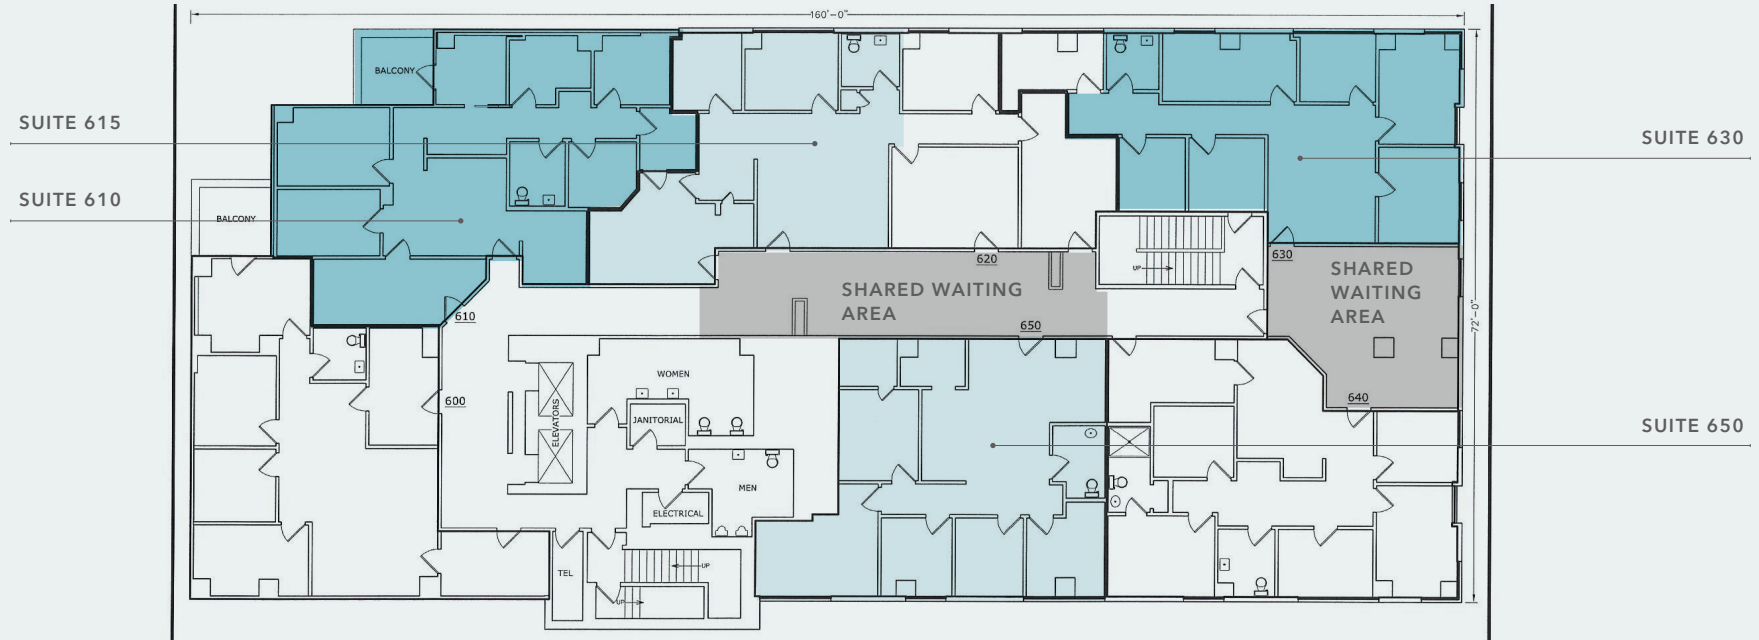 160'-0"
BALCONY
SUITE 615
SUITE 630
SUITE 610
BALCONY
UP
620
630
SHARED
WAITING
AREA
SHARED WAITING
AREA
72'-0"
610
650
WOMEN
600
ELEVATORS
JANITORIAL
640
SUITE 650
MEN
ELECTRICAL
TEL
UP
UP